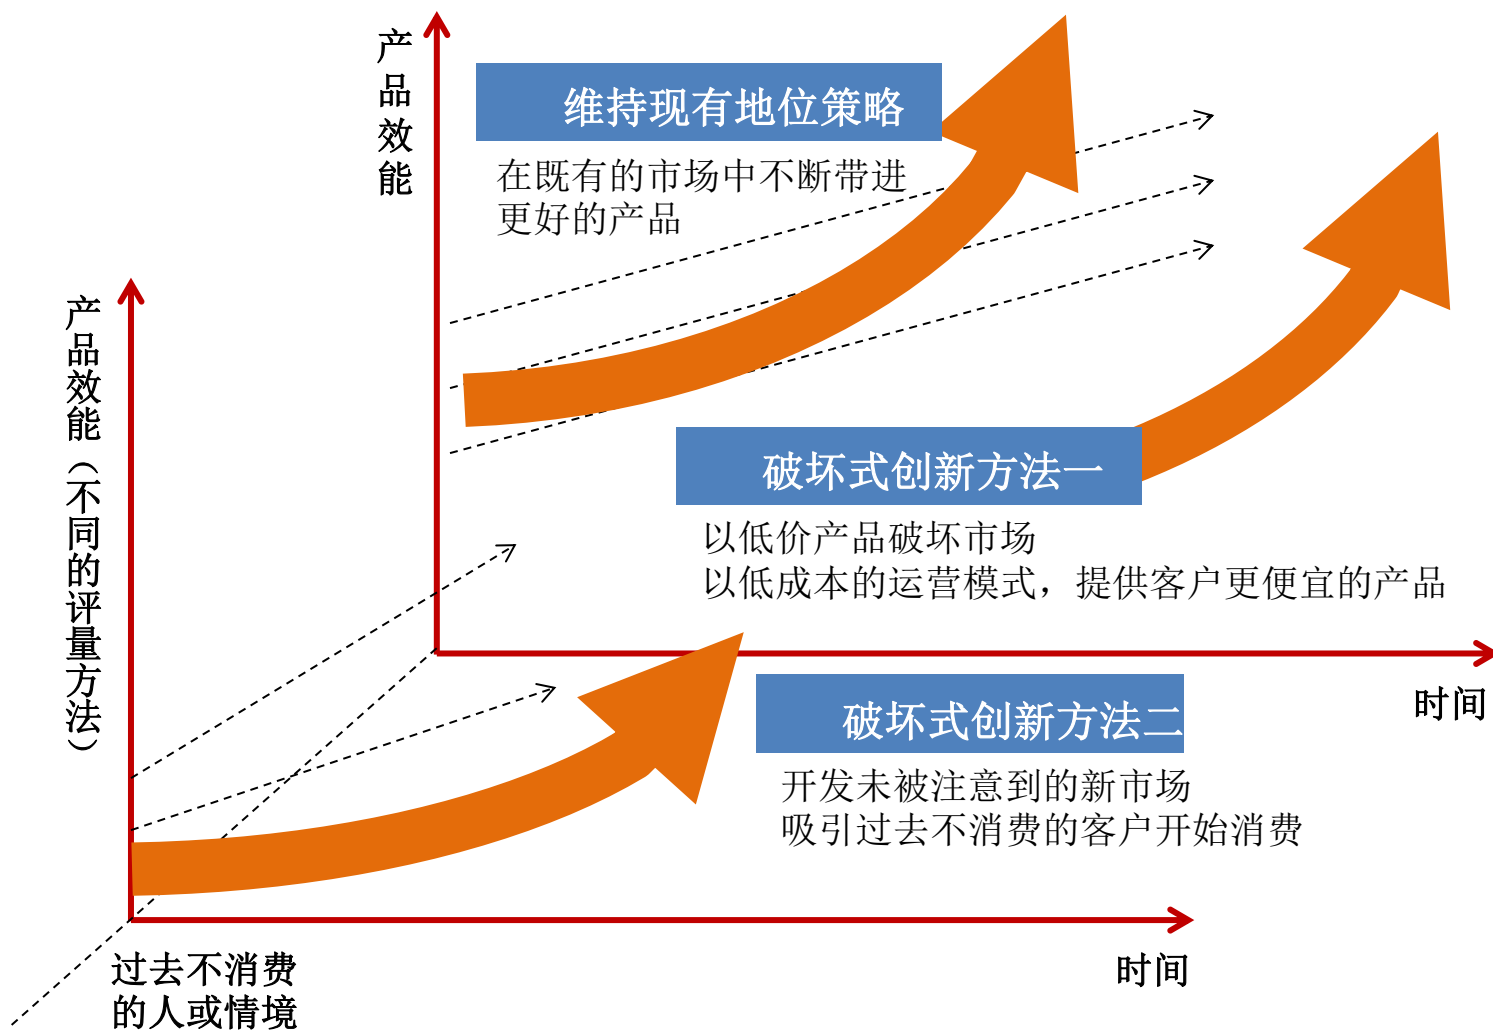 产品效能
维持现有地位策略
在既有的市场中不断带进
更好的产品
产品效能（不同的评量方法）
破坏式创新方法一
以低价产品破坏市场
以低成本的运营模式，提供客户更便宜的产品
时间
破坏式创新方法二
开发未被注意到的新市场
吸引过去不消费的客户开始消费
过去不消费
的人或情境
时间